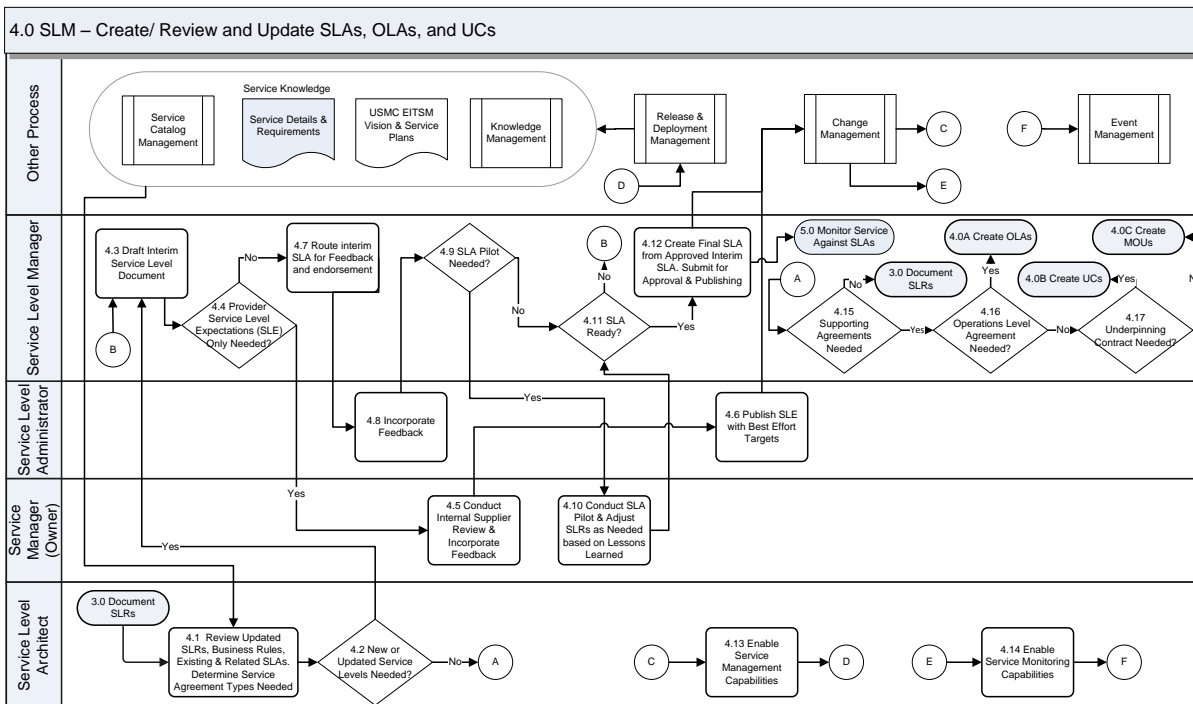 4.0 SLM – Create/ Review and Update SLAs, OLAs, and UCs
Other Process
Service Knowledge
Service
Catalog
Management
Service Details &
Requirements
USMC EITSM
Vision & Service
Plans
Knowledge
Management
Release &
Deployment
Management
D
Change
Management
C
E
F
Event
Management
Service Level Manager
4.3 Draft Interim
Service Level
Document
B
4.4 Provider
Service Level
Expectations (SLE)
Only Needed?
No
4.7 Route interim
SLA for Feedback
and endorsement
4.9 SLA Pilot
Needed?
No
B
No
4.11 SLA
Ready?
Yes
4.12 Create Final SLA
from Approved Interim
SLA. Submit for
Approval & Publishing
5.0 Monitor Service
Against SLAs
A
No
3.0 Document
SLRs
4.15
Supporting
Agreements
Needed
Yes
4.0A Create OLAs
Yes
4.16
Operations Level
Agreement
Needed?
No
4.0B Create UCs
Yes
4.0C Create
MOUs
4.17
Underpinning
Contract Needed?
Service Level
Administrator
4.8 Incorporate
Feedback
Yes
4.6 Publish SLE
with Best Effort
Targets
Service
Manager
(Owner)
Yes
4.5 Conduct
Internal Supplier
Review &
Incorporate
Feedback
4.10 Conduct SLA
Pilot & Adjust
SLRs as Needed
based on Lessons
Learned
Yes
Service Level
Architect
3.0 Document
SLRs
4.1 Review Updated
SLRs, Business Rules,
Existing & Related SLAs.
Determine Service
Agreement Types Needed
4.2 New or
Updated Service
Levels Needed?
No
A
C
4.13 Enable
Service
Management
Capabilities
D
E
4.14 Enable
Service Monitoring
Capabilities
F